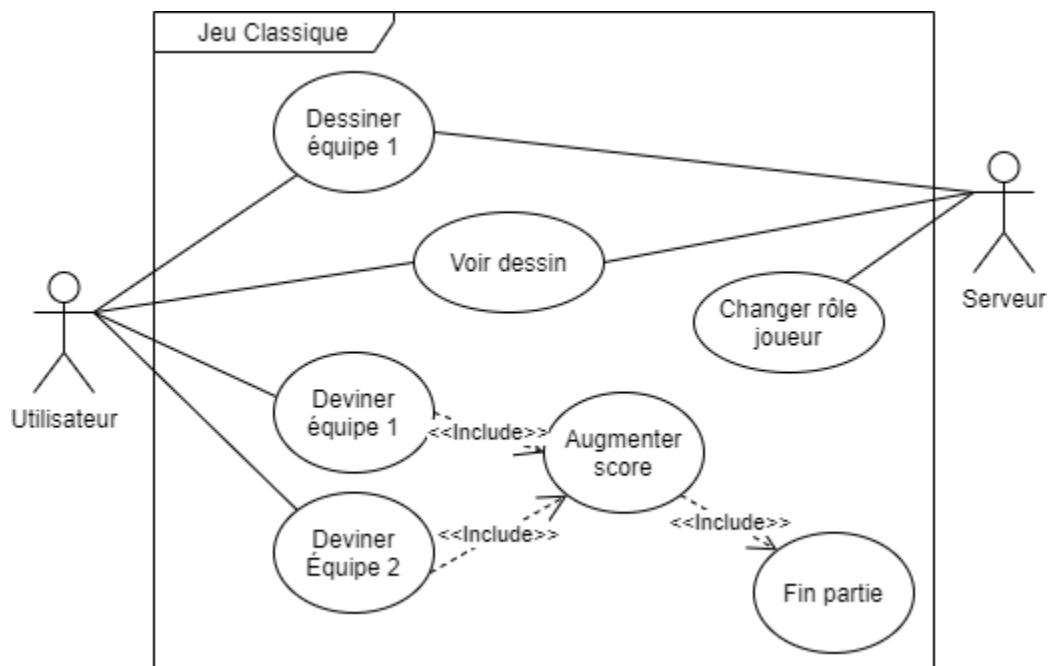 Jeu Classique
Dessiner
équipe 1
Voir dessin
Changer rôle
joueur
Serveur
Utilisateur
Deviner
équipe 1
<<Include>>
Augmenter
score
Deviner
Équipe 2
<<Include>>
<<Include>>
Fin partie